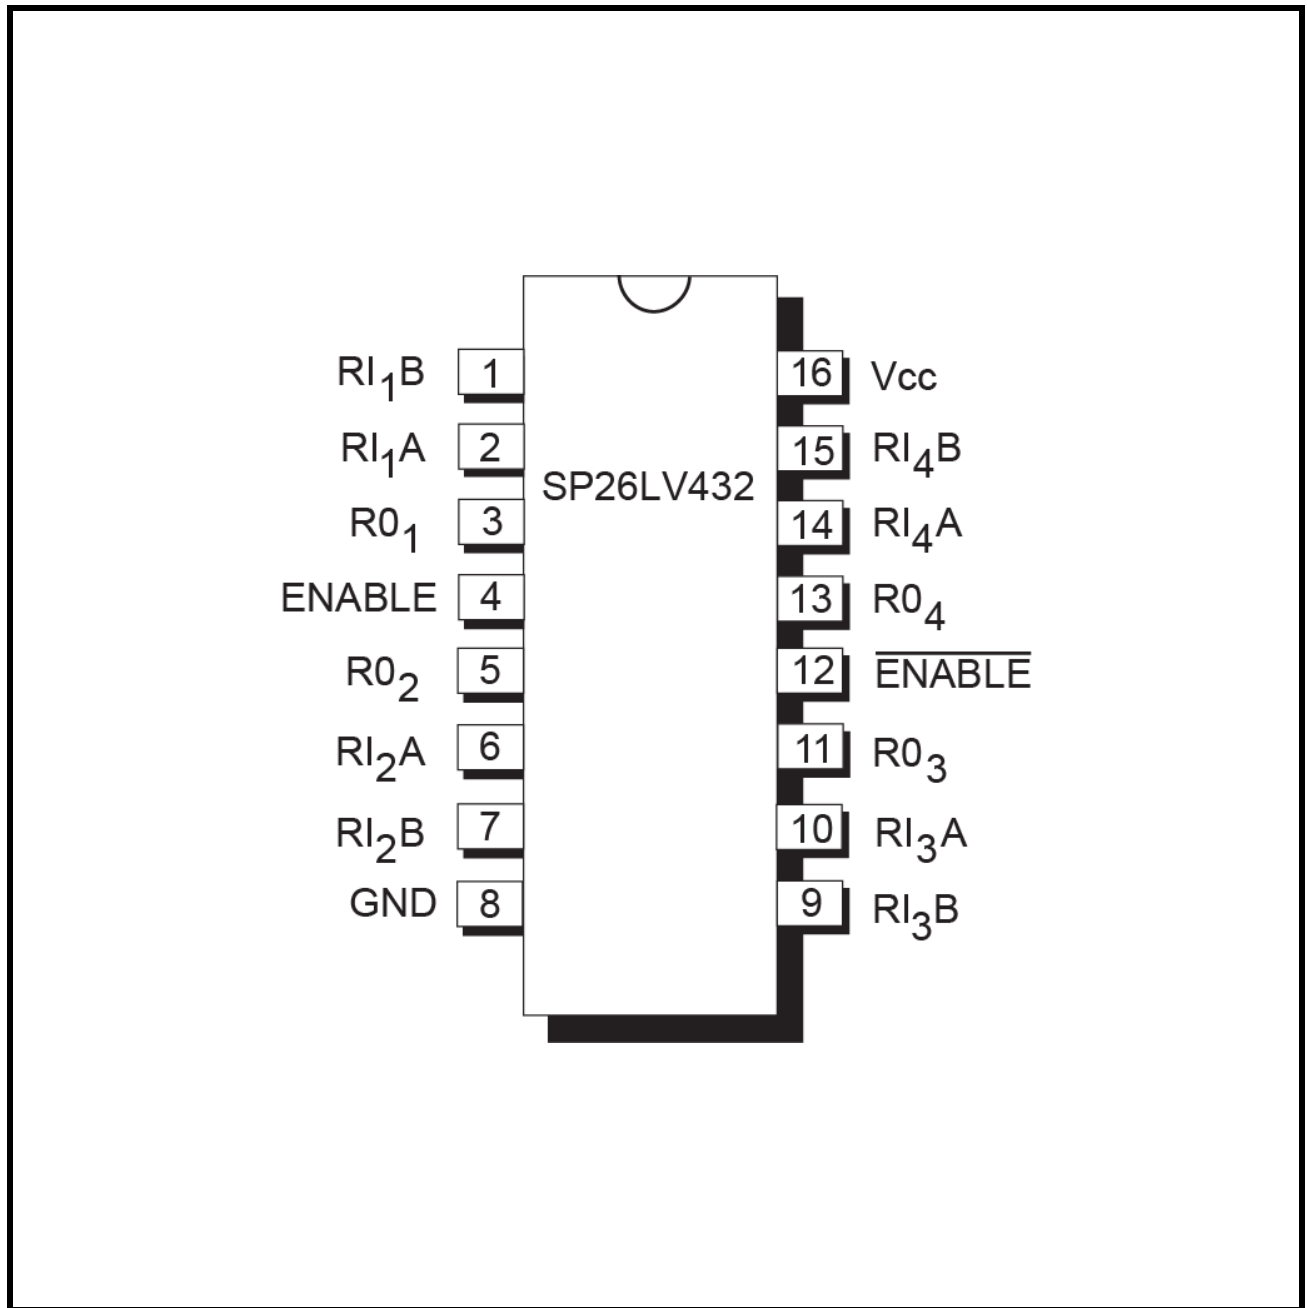 RI1B 1 16 Vcc
RI1A 2 15 RI4B
SP26LV432
R01 3 14 RI4A
ENABLE 4 13 R04
R02 5 12 ENABLE
RI2A 6 11 R03
RI2B 7 10 RI3A
GND 8 9 RI3B